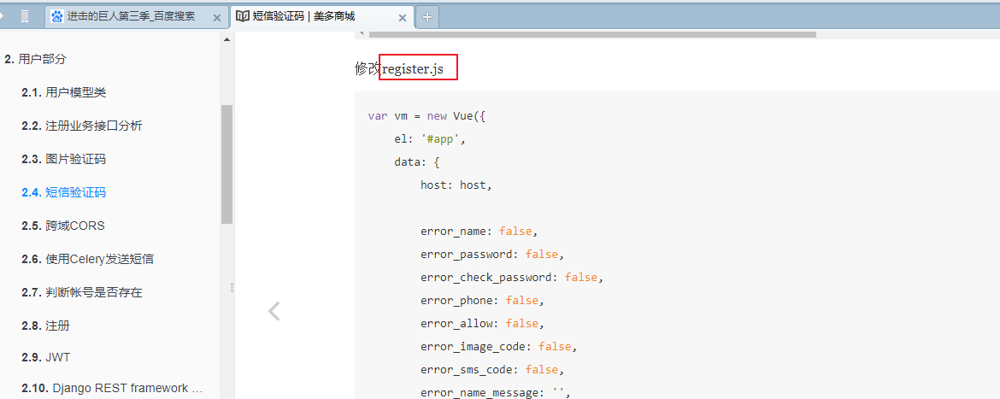 进击的巨人第三季_百度搜索
短信验证码 | 美多商城
2. 用户部分
2.1. 用户模型类
2.2. 注册业务接口分析
2.3. 图片验证码
2.4. 短信验证码
2.5. 跨域CORS
2.6. 使用Celery发送短信
2.7. 判断帐号是否存在
2.8. 注册
2.9. JWT
2.10. Django REST framework ...
修改register.js
var vm = new Vue({
el: '#app',
data: {
host: host,
error_name: false,
error_password: false,
error_check_password: false,
error_phone: false,
error_allow: false,
error_image_code: false,
error_sms_code: false,
error_name_message: '',